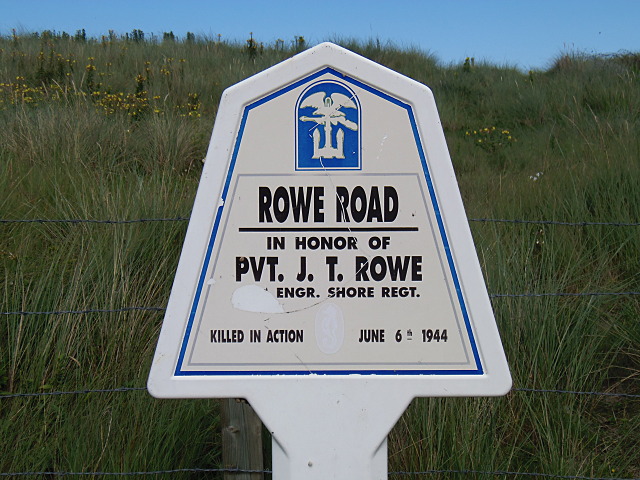 ROWE ROAD
IN HONOR OF
PVT. J. T. ROWE
ENGR. SHORE REGT.
KILLED IN ACTION JUNE 6th 1944